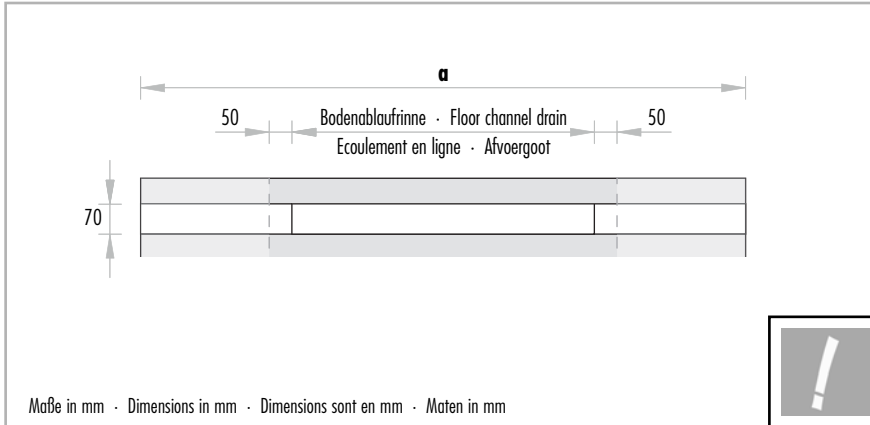 a
50 Bodenablaufrinne · Floor channel drain 50
Ecoulement en ligne · Afvoergoot
70
Maße in mm · Dimensions in mm · Dimensions sont en mm · Maten in mm